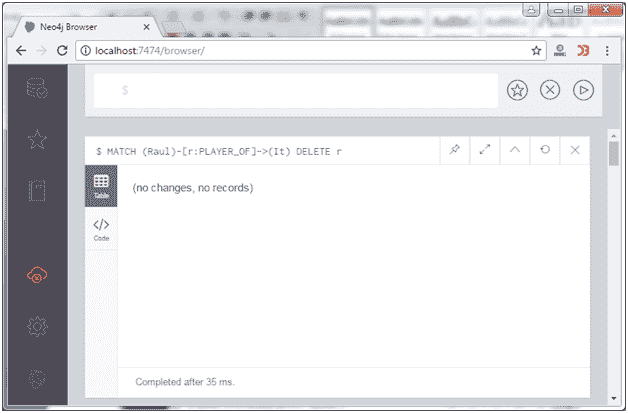 Neo4j Browser
localhost:7474/browser/
$
$ MATCH (Raul)-[r:PLAYER_OF]->(It) DELETE r
Table
(no changes, no records)
</>
Code
Completed after 35 ms.